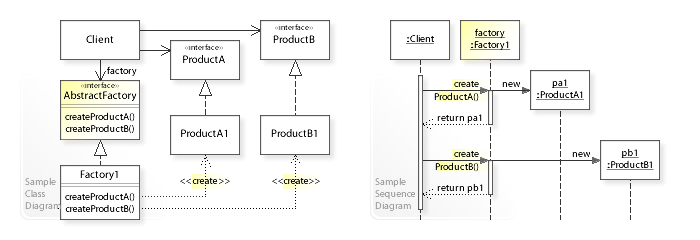 Client
«interface»
ProductB
«interface»
ProductA
factory
«interface»
AbstractFactory
createProductA()
createProductB()
ProductA1
ProductB1
Factory1
createProductA()
createProductB()
<<create>>
<<create>>
Sample
Class
Diagram
:Client
factory
:Factory1
create
ProductA()
new
pa1
:ProductA1
return pa1
create
ProductB()
new
pb1
:ProductB1
return pb1
Sample
Sequence
Diagram